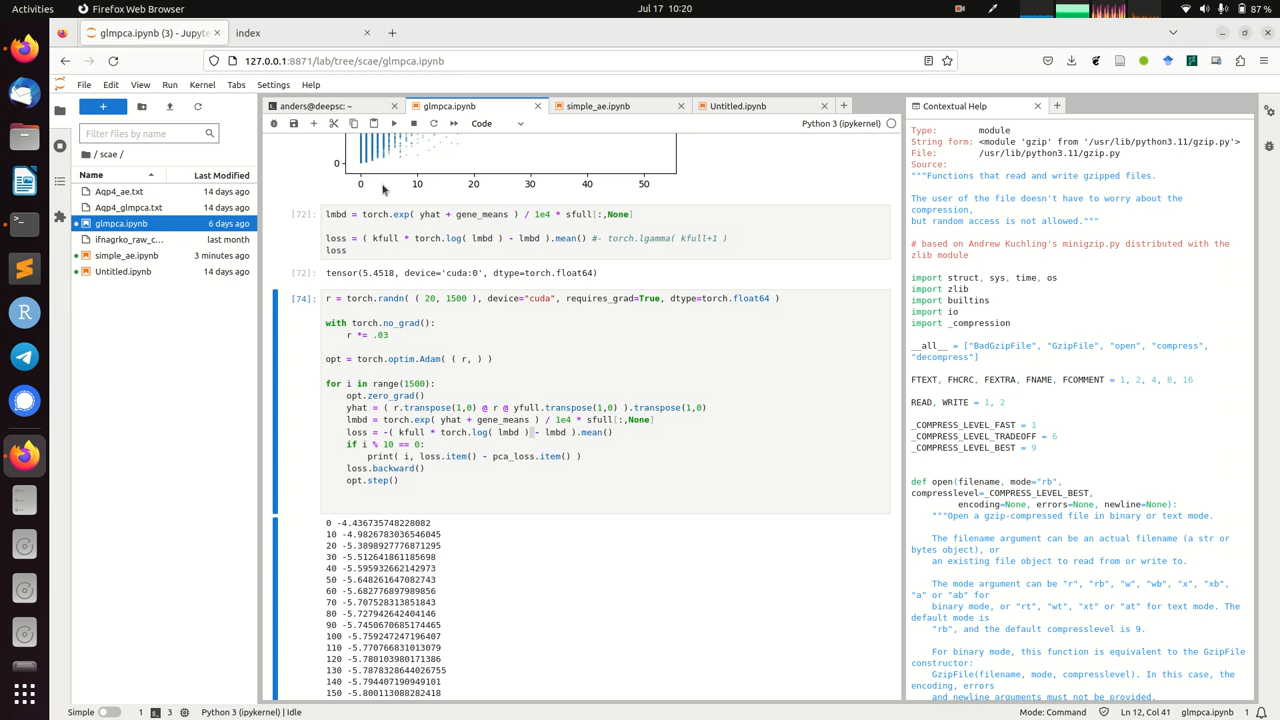 Activities
Firefox Web Browser
Jul 17 10:20
87 %
glmpca.ipynb (3) - Jupyte
index
127.0.0.1:8871/lab/tree/scae/glmpca.ipynb
File Edit View Run Kernel Tabs Settings Help
Filter files by name
/ scae /
Name Last Modified
Aqp4_ae.txt 14 days ago
Aqp4_glmpca.txt 14 days ago
glmpca.ipynb 6 days ago
ifnagrko_raw_c... last month
simple_ae.ipynb 3 minutes ago
Untitled.ipynb 14 days ago
anders@deepsc: ~
glmpca.ipynb
simple_ae.ipynb
Untitled.ipynb
Code
Python 3 (ipykernel)
0
0 10 20 30 40 50
[72]: lmbd = torch.exp( yhat + gene_means ) / 1e4 * sfull[:,None]
loss = ( kfull * torch.log( lmbd ) - lmbd ).mean() #- torch.lgamma( kfull+1 )
loss
[72]: tensor(5.4518, device='cuda:0', dtype=torch.float64)
[74]: r = torch.randn( ( 20, 1500 ), device="cuda", requires_grad=True, dtype=torch.float64 )
with torch.no_grad():
r *= .03
opt = torch.optim.Adam( ( r, ) )
for i in range(1500):
opt.zero_grad()
yhat = ( r.transpose(1,0) @ r @ yfull.transpose(1,0) ).transpose(1,0)
lmbd = torch.exp( yhat + gene_means ) / 1e4 * sfull[:,None]
loss = -( kfull * torch.log( lmbd ) - lmbd ).mean()
if i % 10 == 0:
print( i, loss.item() - pca_loss.item() )
loss.backward()
opt.step()
0 -4.436735748228082
10 -4.9826783036546045
20 -5.3898927776871295
30 -5.512641861185698
40 -5.595932662142973
50 -5.648261647082743
60 -5.682776897989856
70 -5.707528313851843
80 -5.727942642404146
90 -5.7450670685174465
100 -5.759247247196407
110 -5.770766831013079
120 -5.780103980171386
130 -5.7878328644026755
140 -5.794407190949101
150 -5.800113088282418
Contextual Help
Type: module
String form: <module 'gzip' from '/usr/lib/python3.11/gzip.py'>
File: /usr/lib/python3.11/gzip.py
Source:
"""Functions that read and write gzipped files.
The user of the file doesn't have to worry about the
compression,
but random access is not allowed."""
# based on Andrew Kuchling's minigzip.py distributed with the
zlib module
import struct, sys, time, os
import zlib
import builtins
import io
import _compression
__all__ = ["BadGzipFile", "GzipFile", "open", "compress",
"decompress"]
FTEXT, FHCRC, FEXTRA, FNAME, FCOMMENT = 1, 2, 4, 8, 16
READ, WRITE = 1, 2
_COMPRESS_LEVEL_FAST = 1
_COMPRESS_LEVEL_TRADEOFF = 6
_COMPRESS_LEVEL_BEST = 9
def open(filename, mode="rb",
compresslevel=_COMPRESS_LEVEL_BEST,
encoding=None, errors=None, newline=None):
"""Open a gzip-compressed file in binary or text mode.
The filename argument can be an actual filename (a str or
bytes object), or
an existing file object to read from or write to.
The mode argument can be "r", "rb", "w", "wb", "x", "xb",
"a" or "ab" for
binary mode, or "rt", "wt", "xt" or "at" for text mode. The
default mode is
"rb", and the default compresslevel is 9.
For binary mode, this function is equivalent to the GzipFile
constructor:
GzipFile(filename, mode, compresslevel). In this case, the
encoding, errors
and newline arguments must not be provided.
Simple
1
3
Python 3 (ipykernel) | Idle
Mode: Command
Ln 12, Col 41
glmpca.ipynb
1